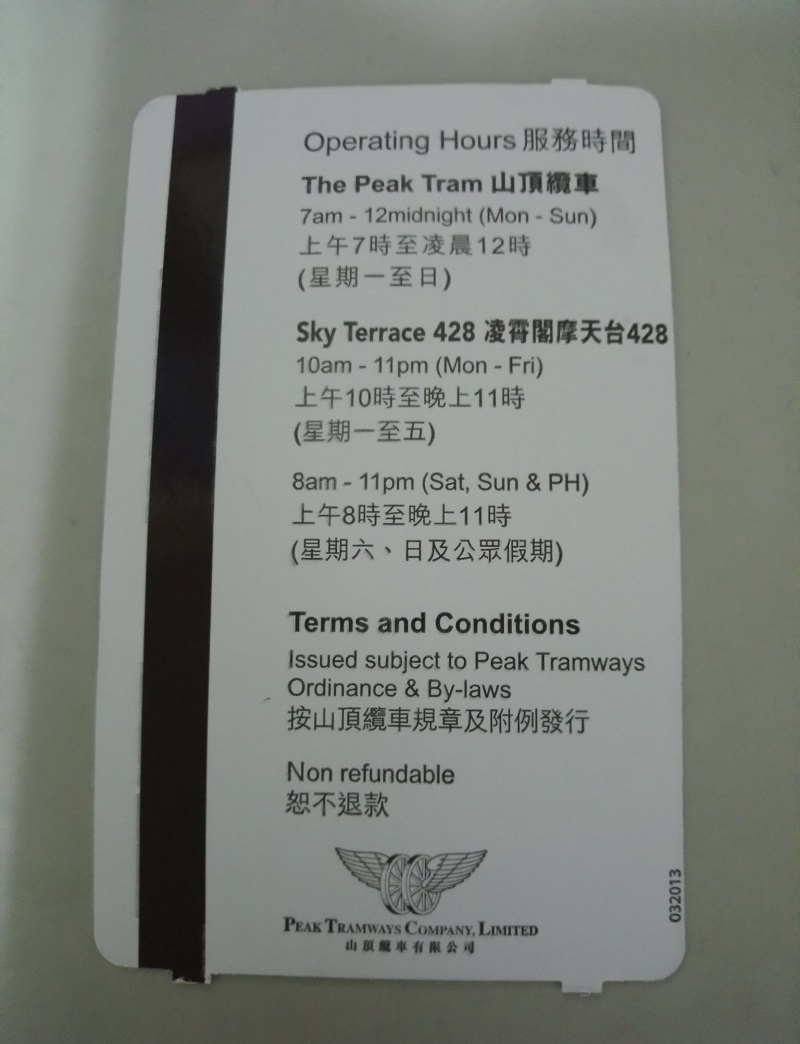 Operating Hours 服務時間
The Peak Tram 山頂纜車
7am - 12midnight (Mon - Sun)
上午7時至凌晨12時
(星期一至日)
Sky Terrace 428 凌霄閣摩天台428
10am - 11pm (Mon - Fri)
上午10時至晚上11時
(星期一至五)
8am - 11pm (Sat, Sun & PH)
上午8時至晚上11時
(星期六、日及公眾假期)
Terms and Conditions
Issued subject to Peak Tramways
Ordinance & By-laws
按山頂纜車規章及附例發行
Non refundable
恕不退款
032013
PEAK TRAMWAYS COMPANY, LIMITED
山頂纜車有限公司